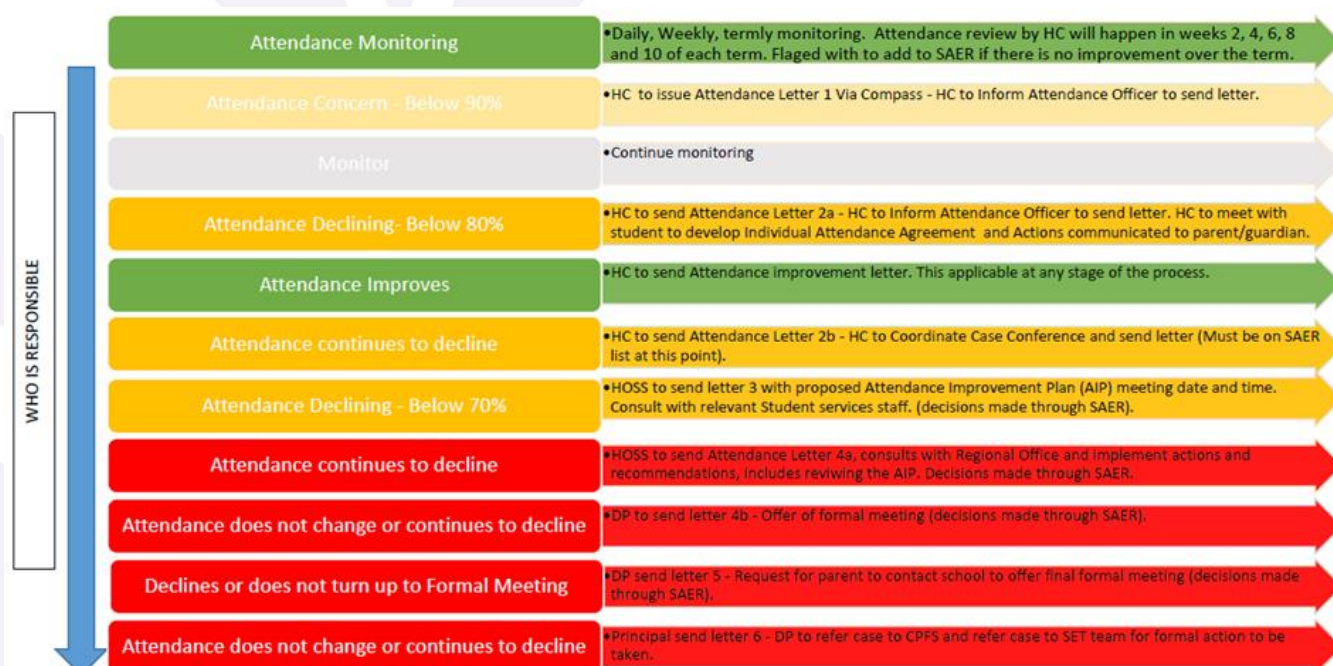 WHO IS RESPONSIBLE
Attendance Monitoring
•Daily, Weekly, termly monitoring. Attendance review by HC will happen in weeks 2, 4, 6, 8
and 10 of each term. Flaged with to add to SAER if there is no improvement over the term.
Attendance Concern - Below 90%
•HC to issue Attendance Letter 1 Via Compass - HC to Inform Attendance Officer to send letter.
Monitor
•Continue monitoring
Attendance Declining- Below 80%
•HC to send Attendance Letter 2a - HC to Inform Attendance Officer to send letter. HC to meet with
student to develop Individual Attendance Agreement and Actions communicated to parent/guardian.
Attendance Improves
•HC to send Attendance improvement letter. This applicable at any stage of the process.
Attendance continues to decline
•HC to send Attendance Letter 2b - HC to Coordinate Case Conference and send letter (Must be on SAER
list at this point).
Attendance Declining - Below 70%
•HOSS to send letter 3 with proposed Attendance Improvement Plan (AIP) meeting date and time.
Consult with relevant Student services staff. (decisions made through SAER).
Attendance continues to decline
•HOSS to send Attendance Letter 4a, consults with Regional Office and Implement actions and
recommendations, includes reviwing the AIP. Decisions made through SAER.
Attendance does not change or continues to decline
•DP to send letter 4b - Offer of formal meeting (decisions made through SAER).
Declines or does not turn up to Formal Meeting
•DP send letter 5 - Request for parent to contact school to offer final formal meeting (decisions made
through SAER).
Attendance does not change or continues to decline
•Principal send letter 6 - DP to refer case to CPFS and refer case to SET team for formal action to be
taken.